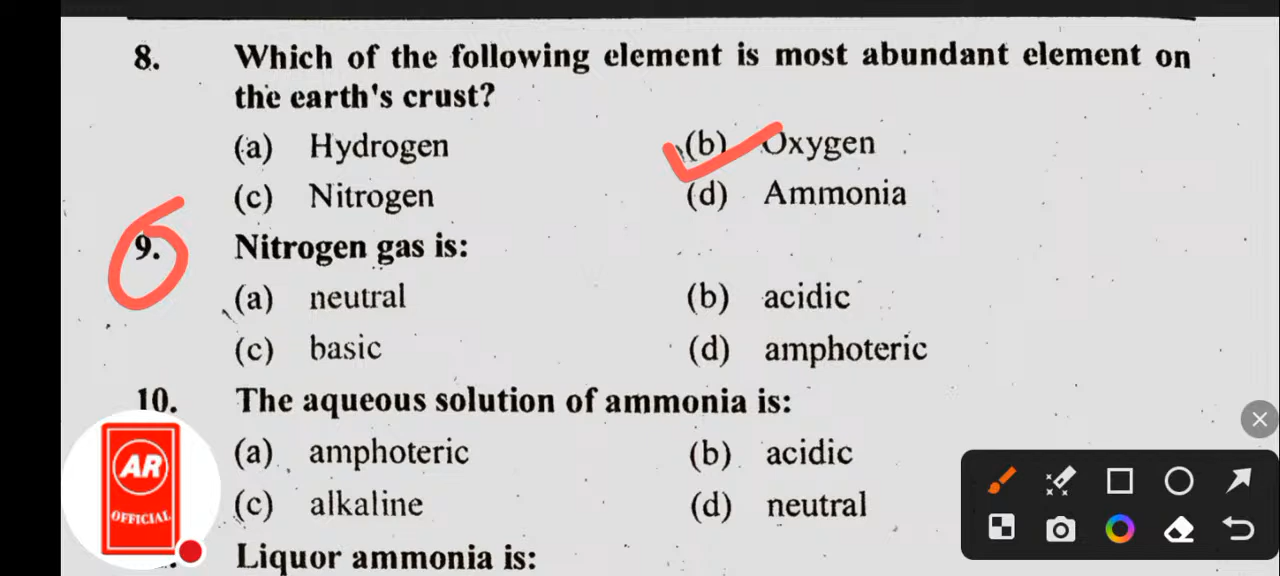 8. Which of the following element is most abundant element on
the earth's crust?
(a) Hydrogen (b) Oxygen
(c) Nitrogen (d) Ammonia
9. Nitrogen gas is:
(a) neutral (b) acidic
(c) basic (d) amphoteric
10. The aqueous solution of ammonia is:
(a) amphoteric (b) acidic
(c) alkaline (d) neutral
AR
OFFICIAL
Liquor ammonia is: